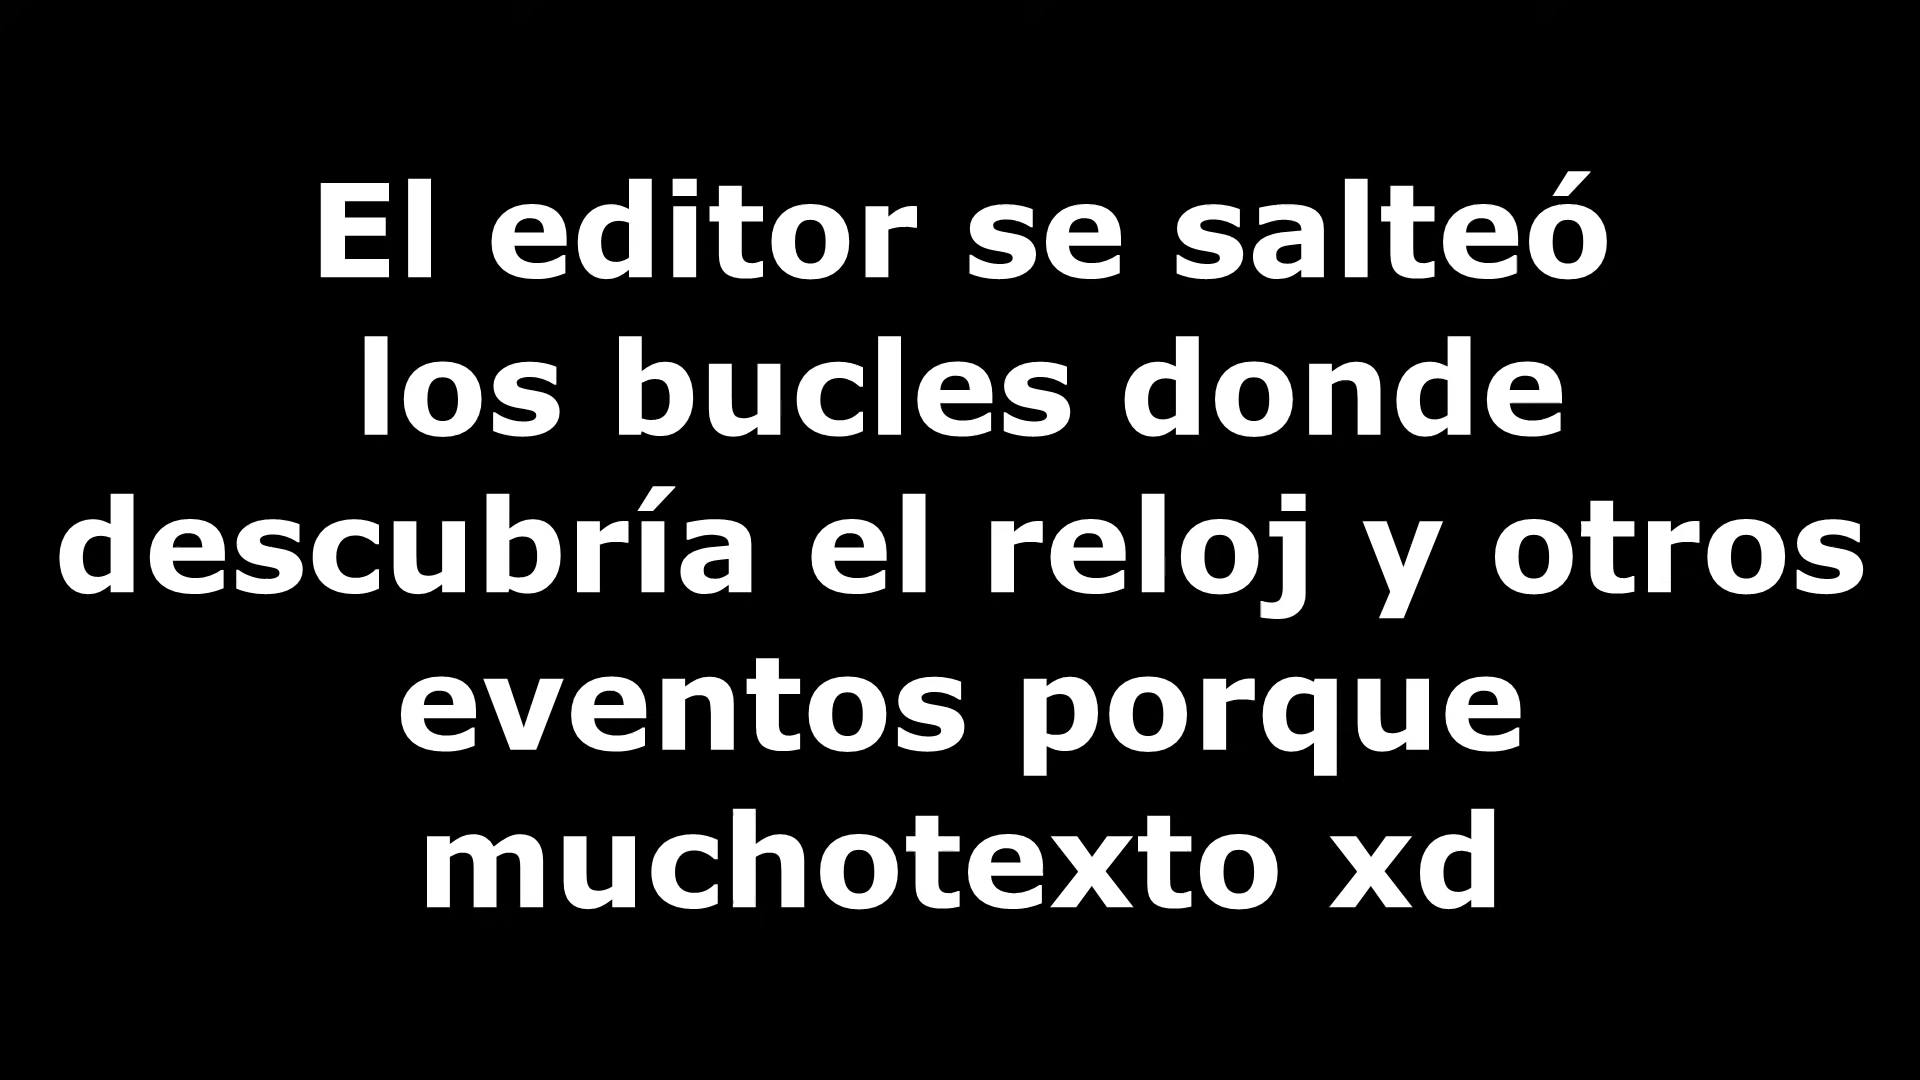 El editor se salteó
los bucles donde
descubría el reloj y otros
eventos porque
muchotexto xd